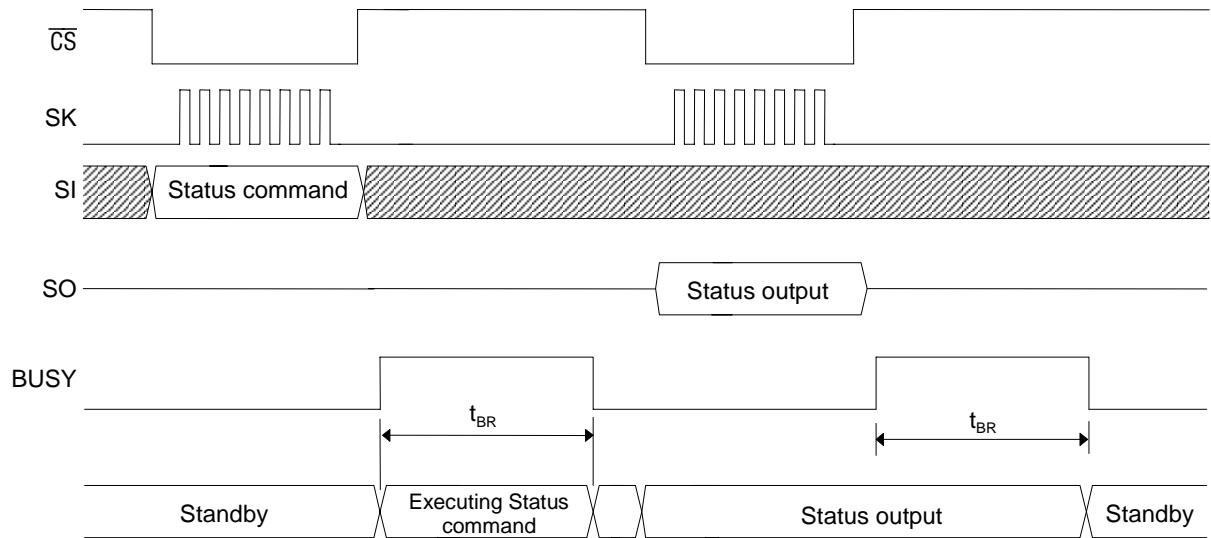 CS
SK
SI
Status command
SO
Status output
BUSY
tBR
tBR
Standby
Executing Status
command
Status output
Standby